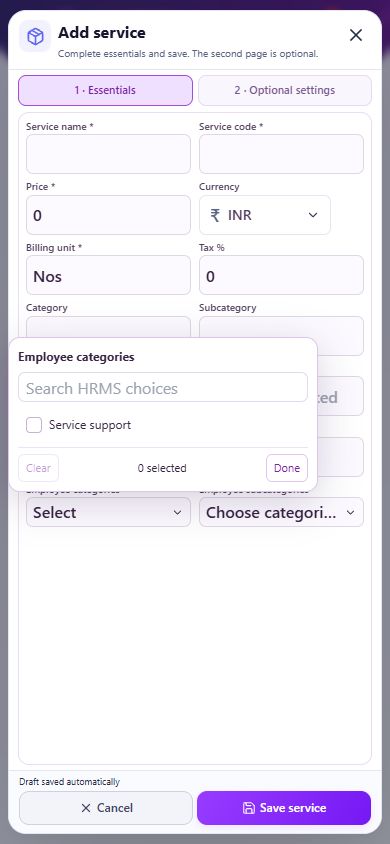 Add service
Complete essentials and save. The second page is optional.
1 · Essentials
2 · Optional settings
Service name *
Service code *
Price *
Currency
0
₹ INR
Billing unit *
Tax %
Nos
0
Category
Subcategory
Employee categories
Search HRMS choices
Service support
Clear
0 selected
Done
Select
Choose categori...
Draft saved automatically
Cancel
Save service